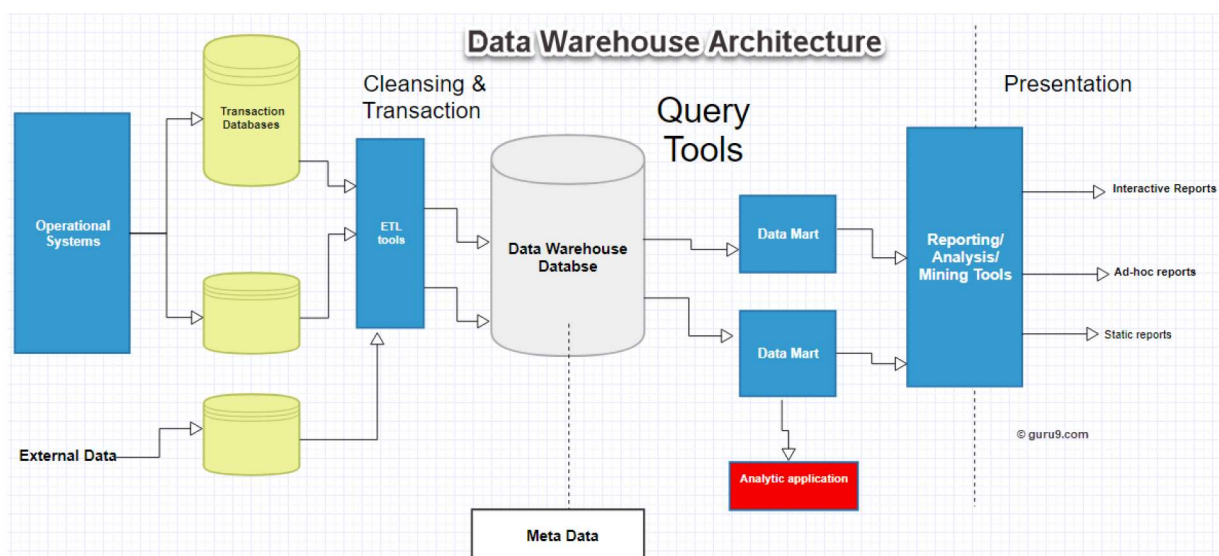 Data Warehouse Architecture
Cleansing &
Transaction
Query
Tools
Presentation
Transaction
Databases
Operational
Systems
ETL
tools
Data Warehouse
Databse
Data Mart
Reporting/
Analysis/
Mining Tools
Interactive Reports
Ad-hoc reports
Static reports
Data Mart
External Data
Analytic application
© guru9.com
Meta Data